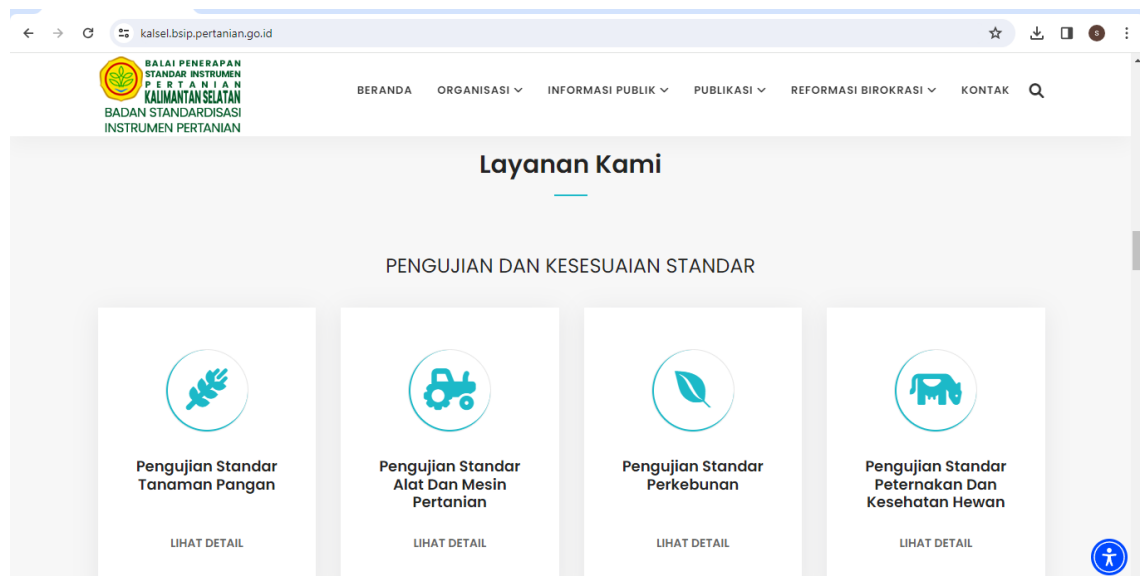 kalsel.bsip.pertanian.go.id
S
BALAI PENERAPAN
STANDAR INSTRUMEN
PERTANIAN
KALIMANTAN SELATAN
BADAN STANDARDISASI
INSTRUMEN PERTANIAN
BERANDA ORGANISASI INFORMASI PUBLIK PUBLIKASI REFORMASI BIROKRASI KONTAK
Layanan Kami
PENGUJIAN DAN KESESUAIAN STANDAR
Pengujian Standar
Tanaman Pangan
LIHAT DETAIL
Pengujian Standar
Alat Dan Mesin
Pertanian
LIHAT DETAIL
Pengujian Standar
Perkebunan
LIHAT DETAIL
Pengujian Standar
Peternakan Dan
Kesehatan Hewan
LIHAT DETAIL